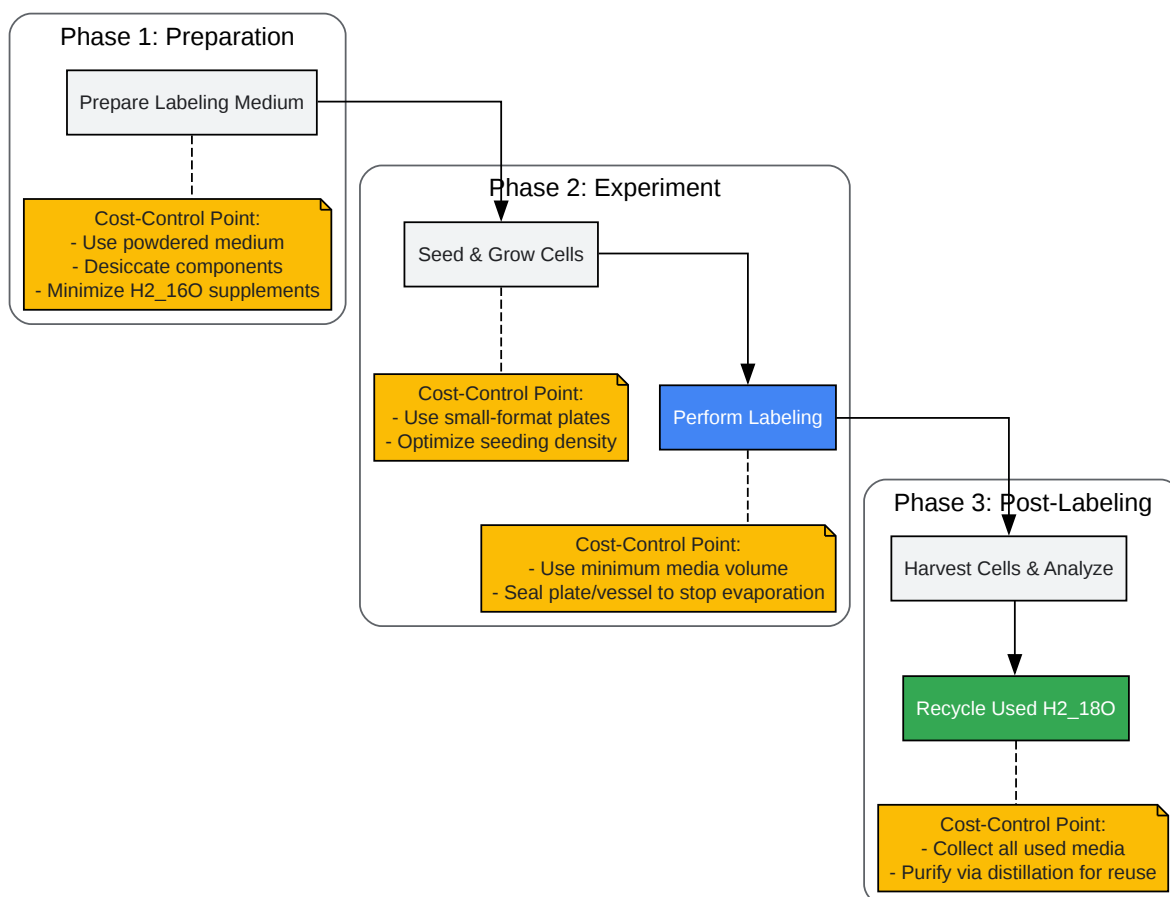 Phase 1: Preparation
Prepare Labeling Medium
Cost-Control Point:
- Use powdered medium
- Desiccate components
- Minimize H2_16O supplements
Phase 2: Experiment
Seed & Grow Cells
Cost-Control Point:
- Use small-format plates
- Optimize seeding density
Perform Labeling
Cost-Control Point:
- Use minimum media volume
- Seal plate/vessel to stop evaporation
Phase 3: Post-Labeling
Harvest Cells & Analyze
Recycle Used H2_18O
Cost-Control Point:
- Collect all used media
- Purify via distillation for reuse